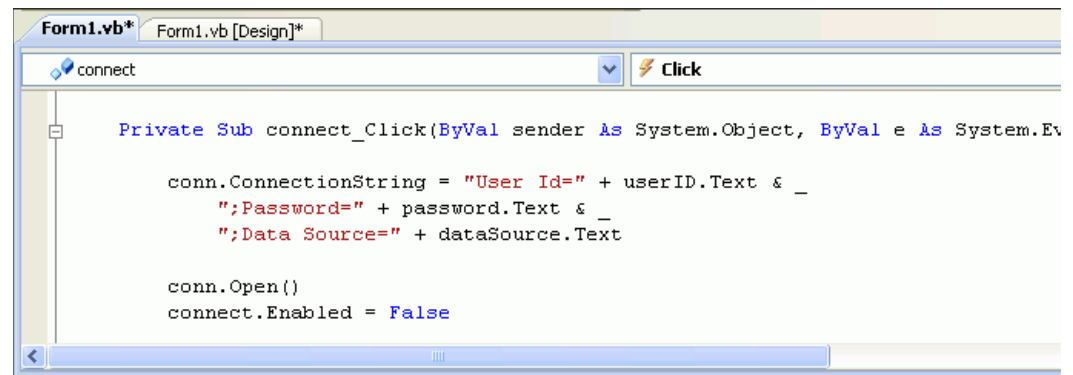 Form1.vb* Form1.vb [Design]*
connect Click
Private Sub connect_Click(ByVal sender As System.Object, ByVal e As System.Ev
conn.ConnectionString = "User Id=" + userID.Text & _
";Password=" + password.Text & _
";Data Source=" + dataSource.Text
conn.Open()
connect.Enabled = False